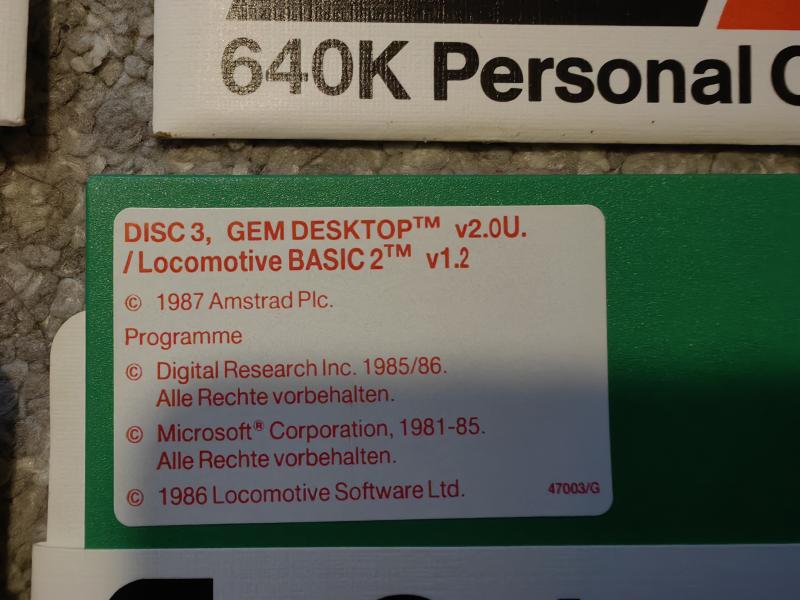 640K Personal
DISC 3, GEM DESKTOP™ v2.0U.
/Locomotive BASIC 2™ v1.2
© 1987 Amstrad Plc.
Programme
© Digital Research Inc. 1985/86.
Alle Rechte vorbehalten.
© Microsoft® Corporation, 1981-85.
Alle Rechte vorbehalten.
© 1986 Locomotive Software Ltd.
47003/G